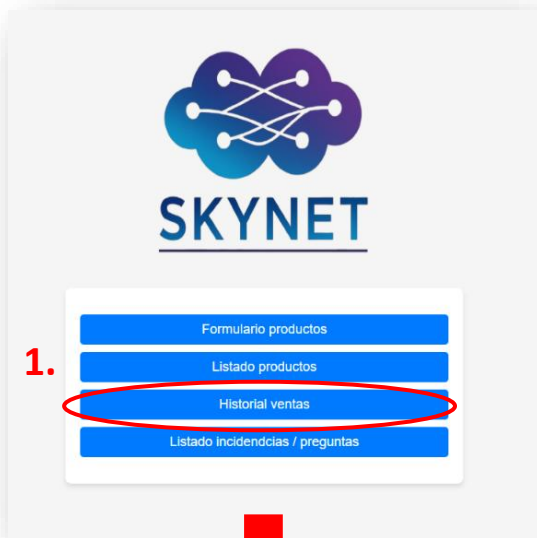 SKYNET
Formulario productos
1.
Listado productos
Historial ventas
Listado incidendcias / preguntas